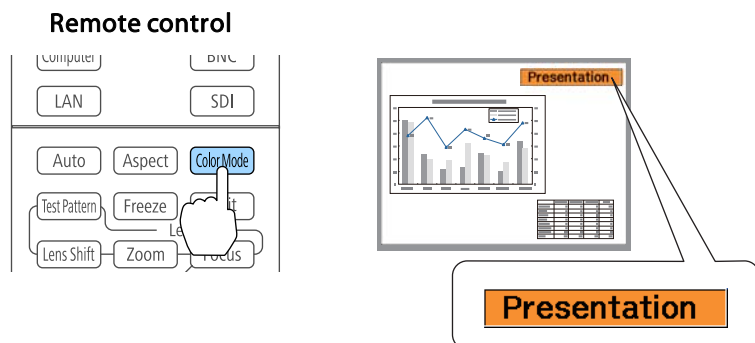 Remote control
Computer BNC
LAN SDI
Auto Aspect Color Mode
Test Pattern Freeze
Lens Shift Zoom Focus
Presentation
Presentation